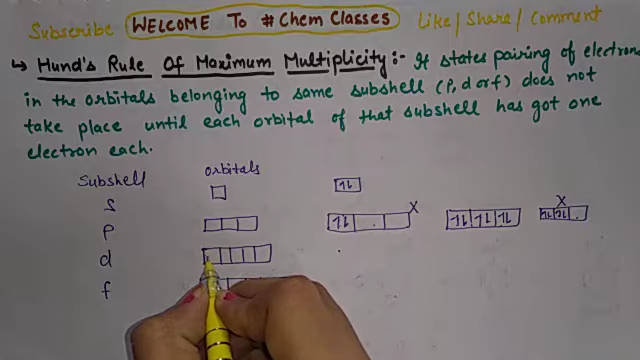 Subscribe WELCOME To #Chem Classes Like/Share/Comment
↳ Hund's Rule Of Maximum Multiplicity:- It states pairing of electrons
in the orbitals belonging to same subshell (P, d or f) does not
take place until each orbital of that subshell has got one
electron each.
Subshell orbitals
s ↑↓
p ↑↓ . X ↑↓ ↑↓ ↑↓ ↑↓ ↑↓ . X
d
f